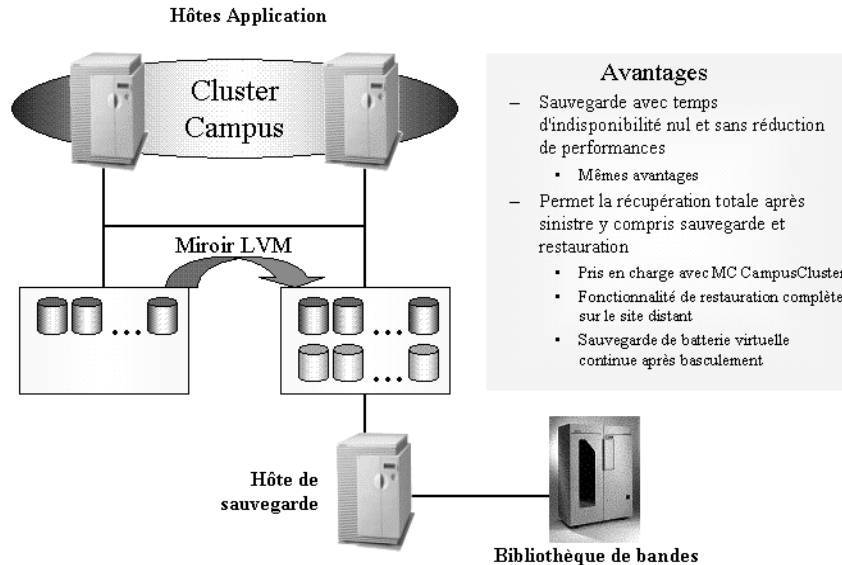 Hôtes Application
Cluster
Campus
Miroir LVM
Avantages
– Sauvegarde avec temps
d'indisponibilité nul et sans réduction
de performances
▪ Mêmes avantages
– Permet la récupération totale après
sinistre y compris sauvegarde et
restauration
▪ Pris en charge avec MC CampusCluster
▪ Fonctionnalité de restauration complète
sur le site distant
▪ Sauvegarde de batterie virtuelle
continue après basculement
Hôte de
sauvegarde
Bibliothèque de bandes